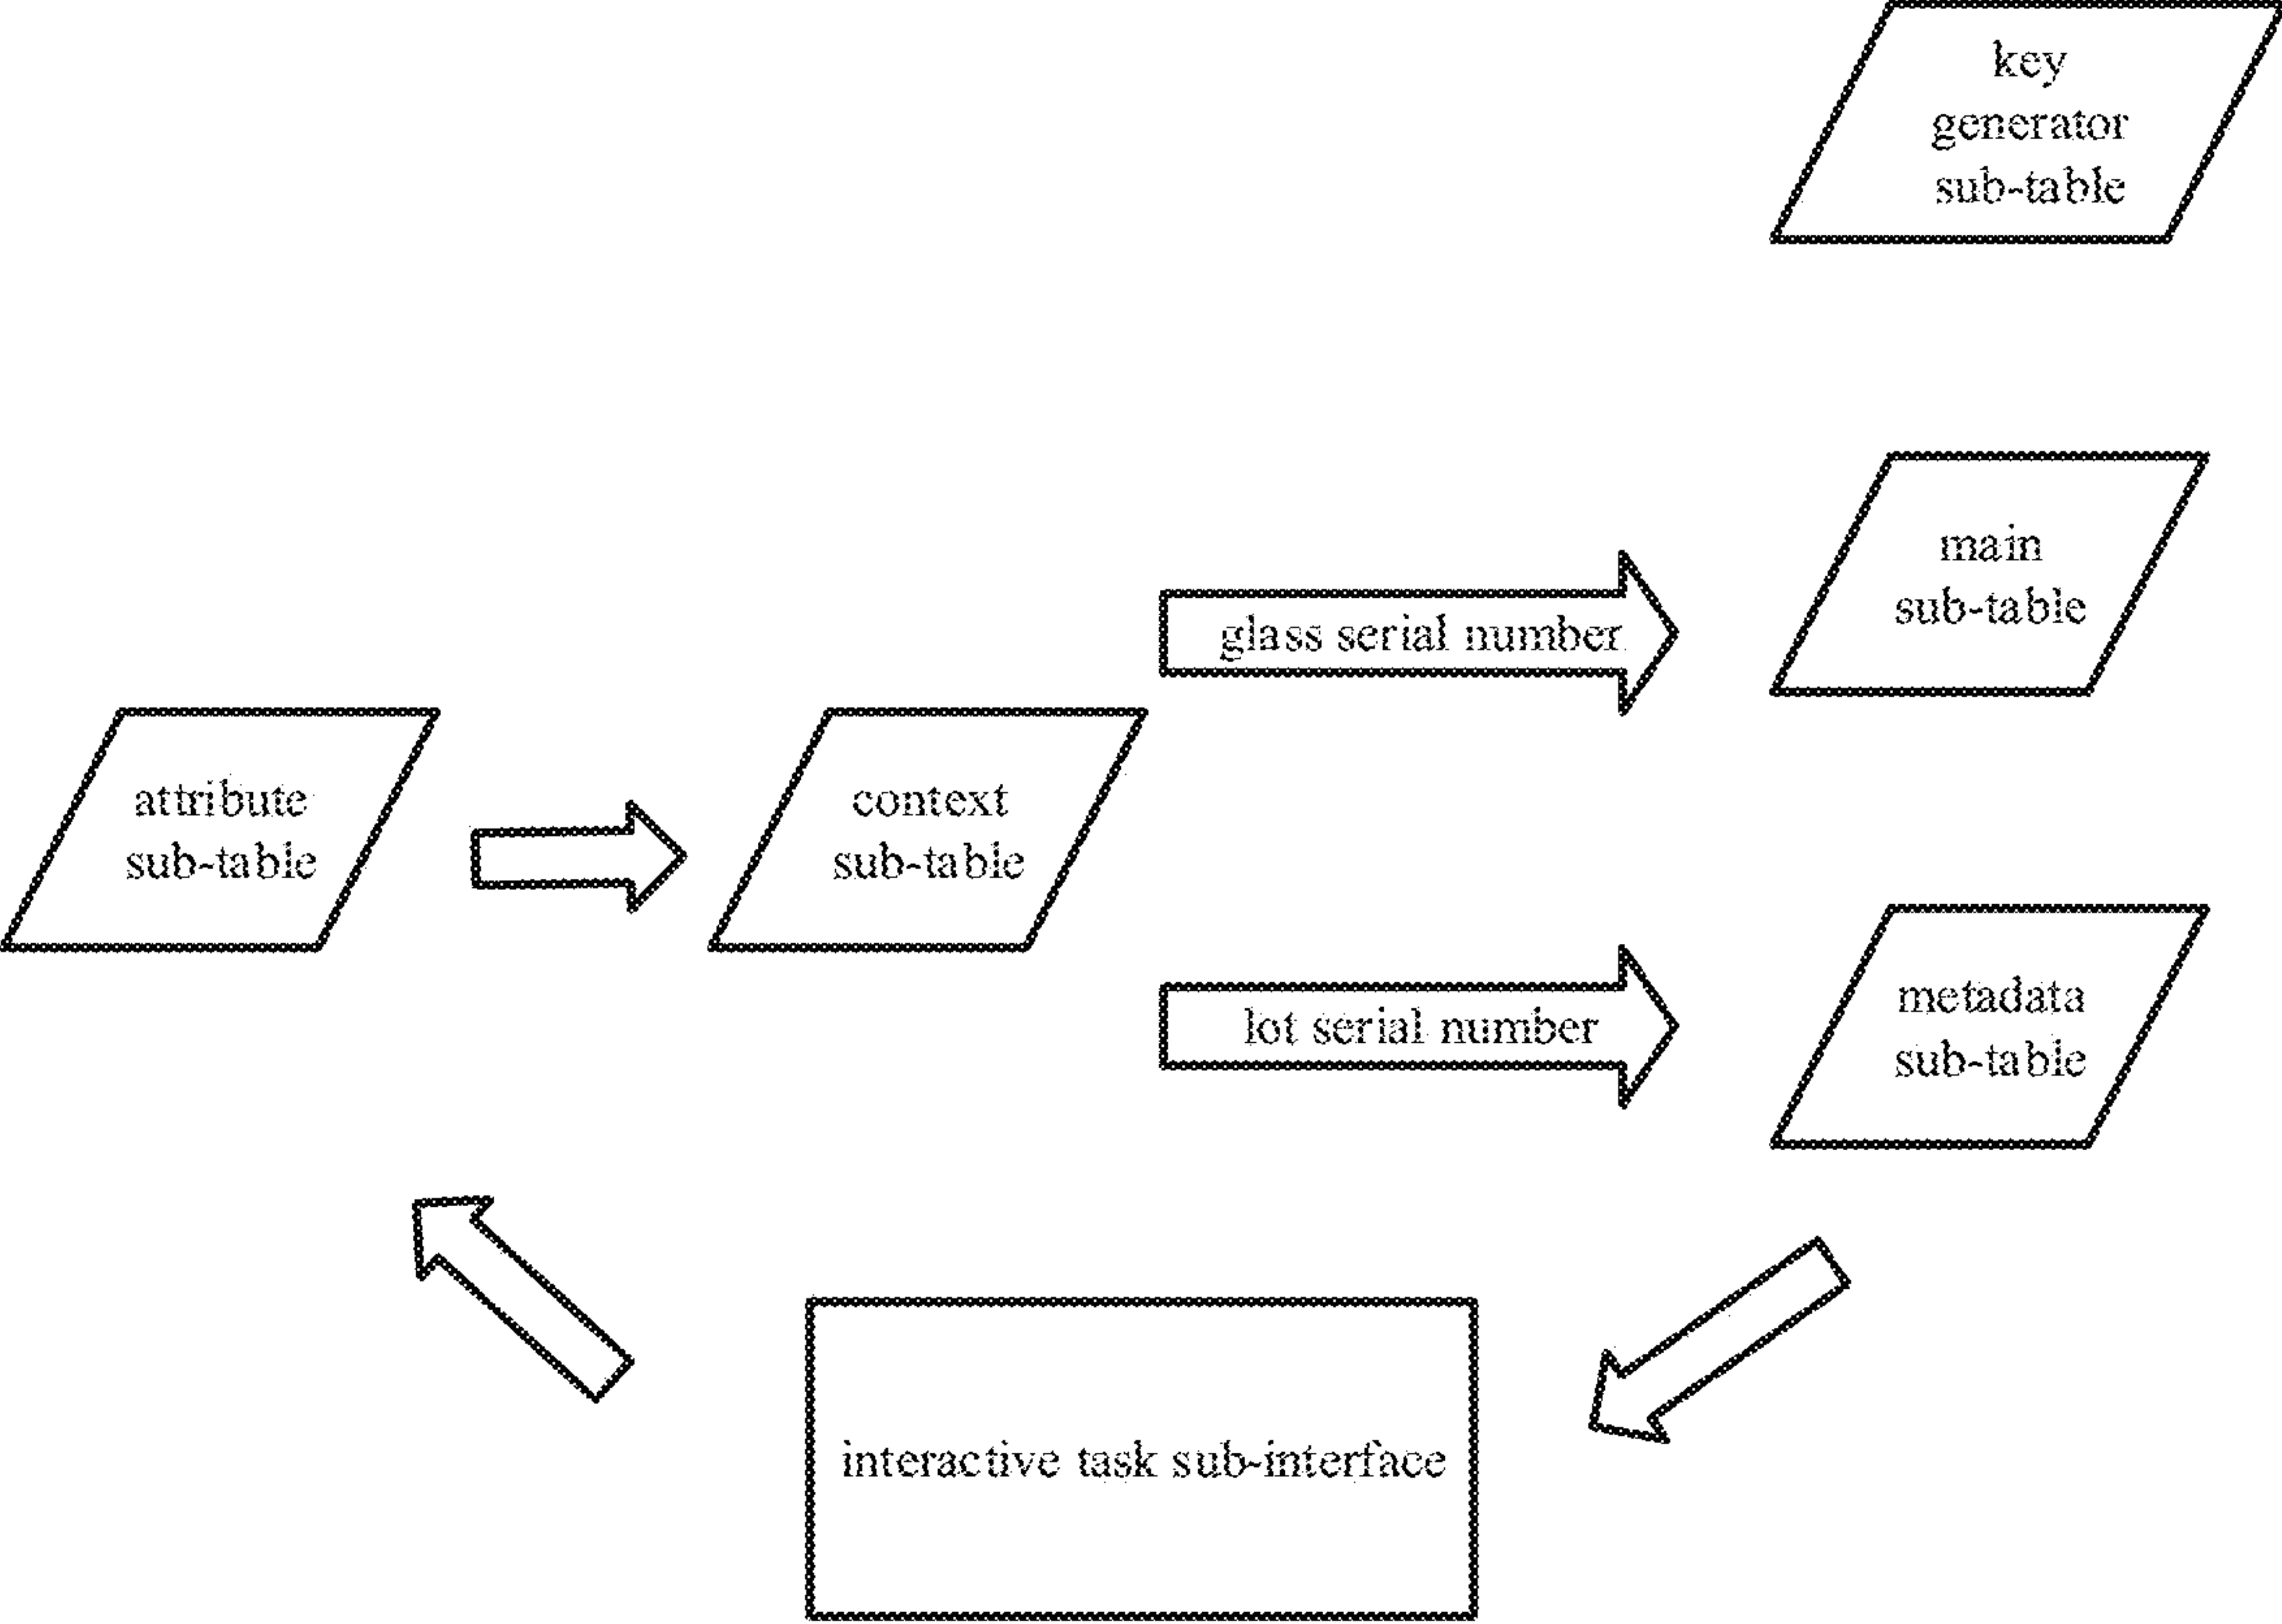 key
generator
sub-table
main
sub-table
glass serial number
attribute
sub-table
context
sub-table
metadata
sub-table
lot serial number
interactive task sub-interface